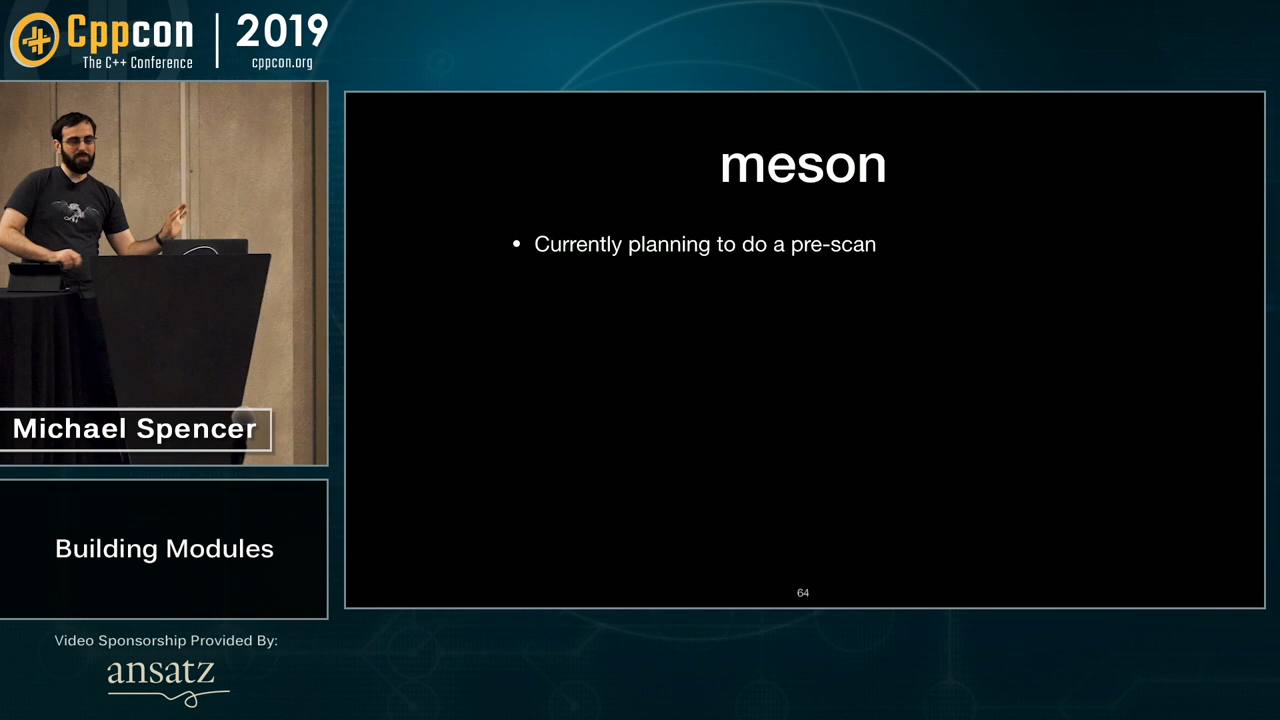 Cppcon
The C++ Conference
2019
cppcon.org
meson
• Currently planning to do a pre-scan
64
Michael Spencer
Building Modules
Video Sponsorship Provided By:
ansatz